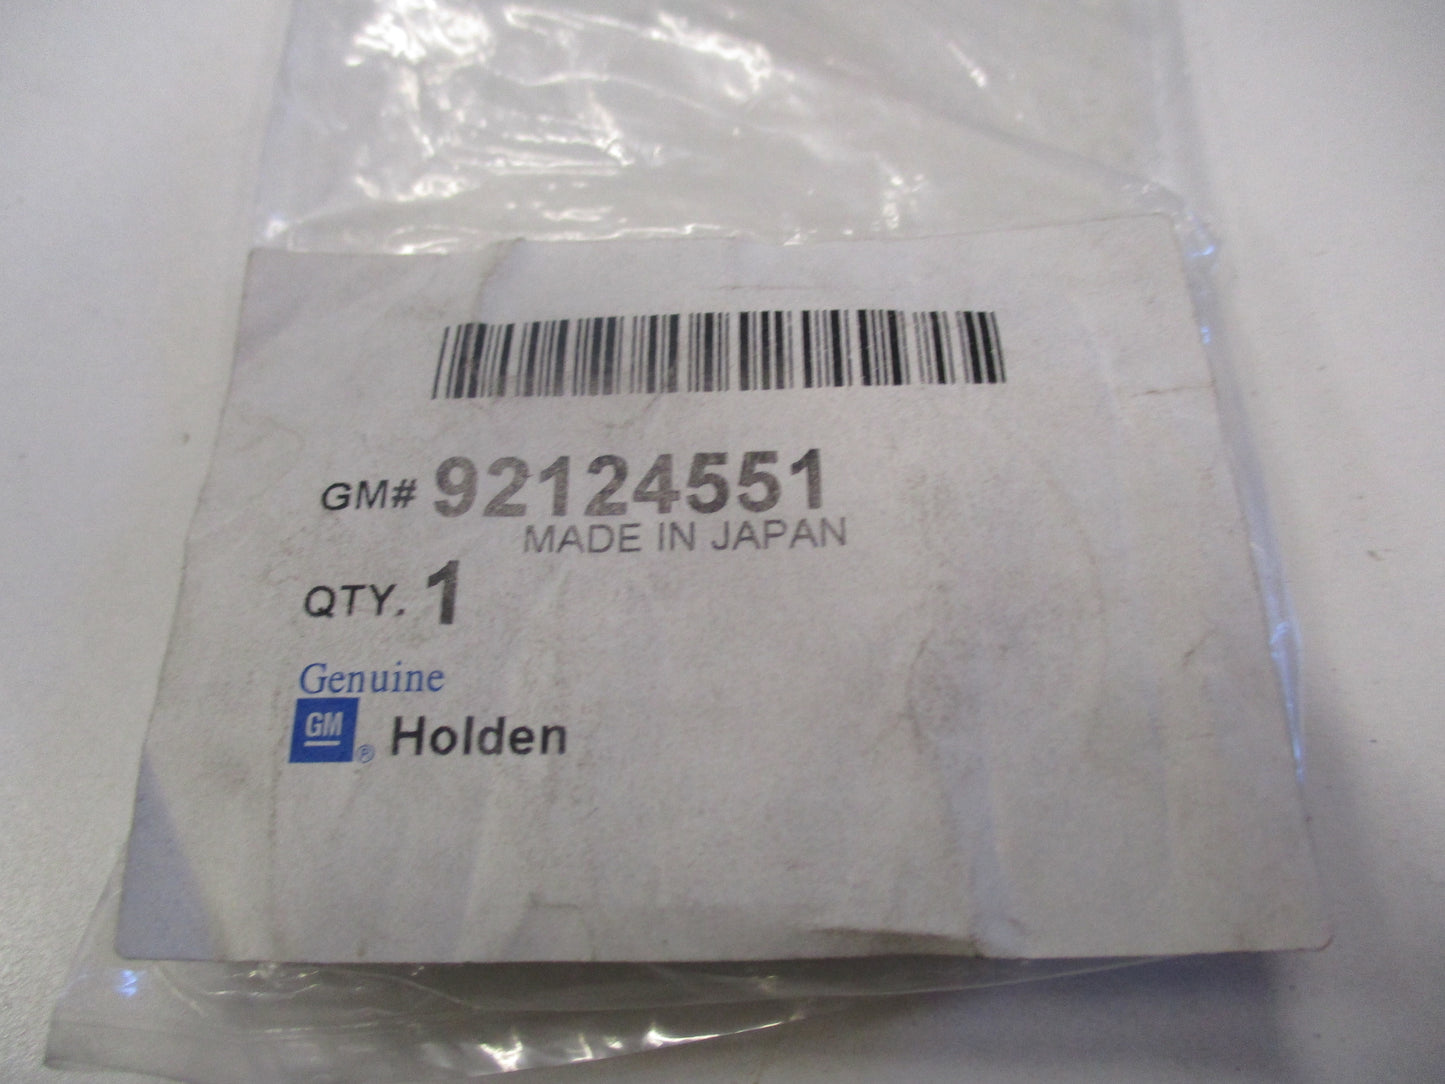 GM# 92124551
MADE IN JAPAN
QTY. 1
Genuine
GM ® Holden